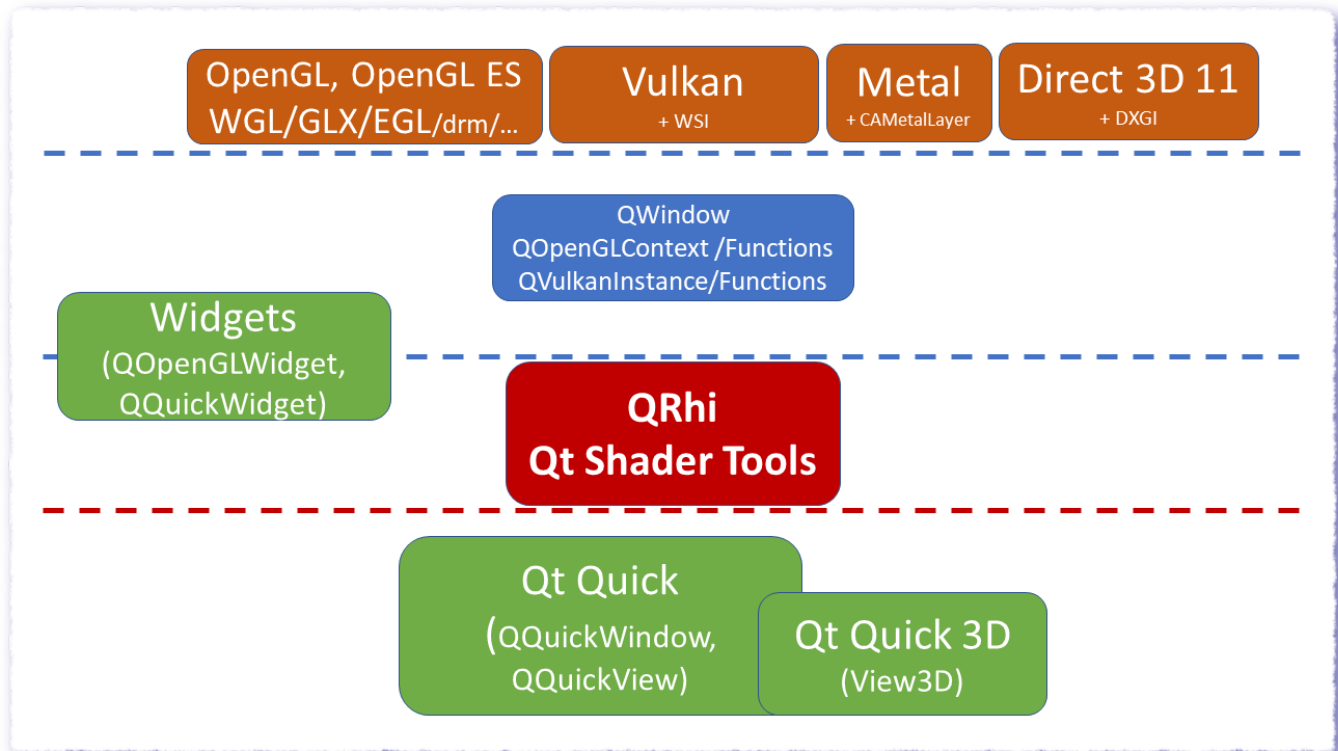 OpenGL, OpenGL ES
WGL/GLX/EGL/drm/...
Vulkan
+ WSI
Metal
+ CAMetalLayer
Direct 3D 11
+ DXGI
QWindow
QOpenGLContext /Functions
QVulkanInstance/Functions
Widgets
(QOpenGLWidget,
QQuickWidget)
QRhi
Qt Shader Tools
Qt Quick
(QQuickWindow,
QQuickView)
Qt Quick 3D
(View3D)